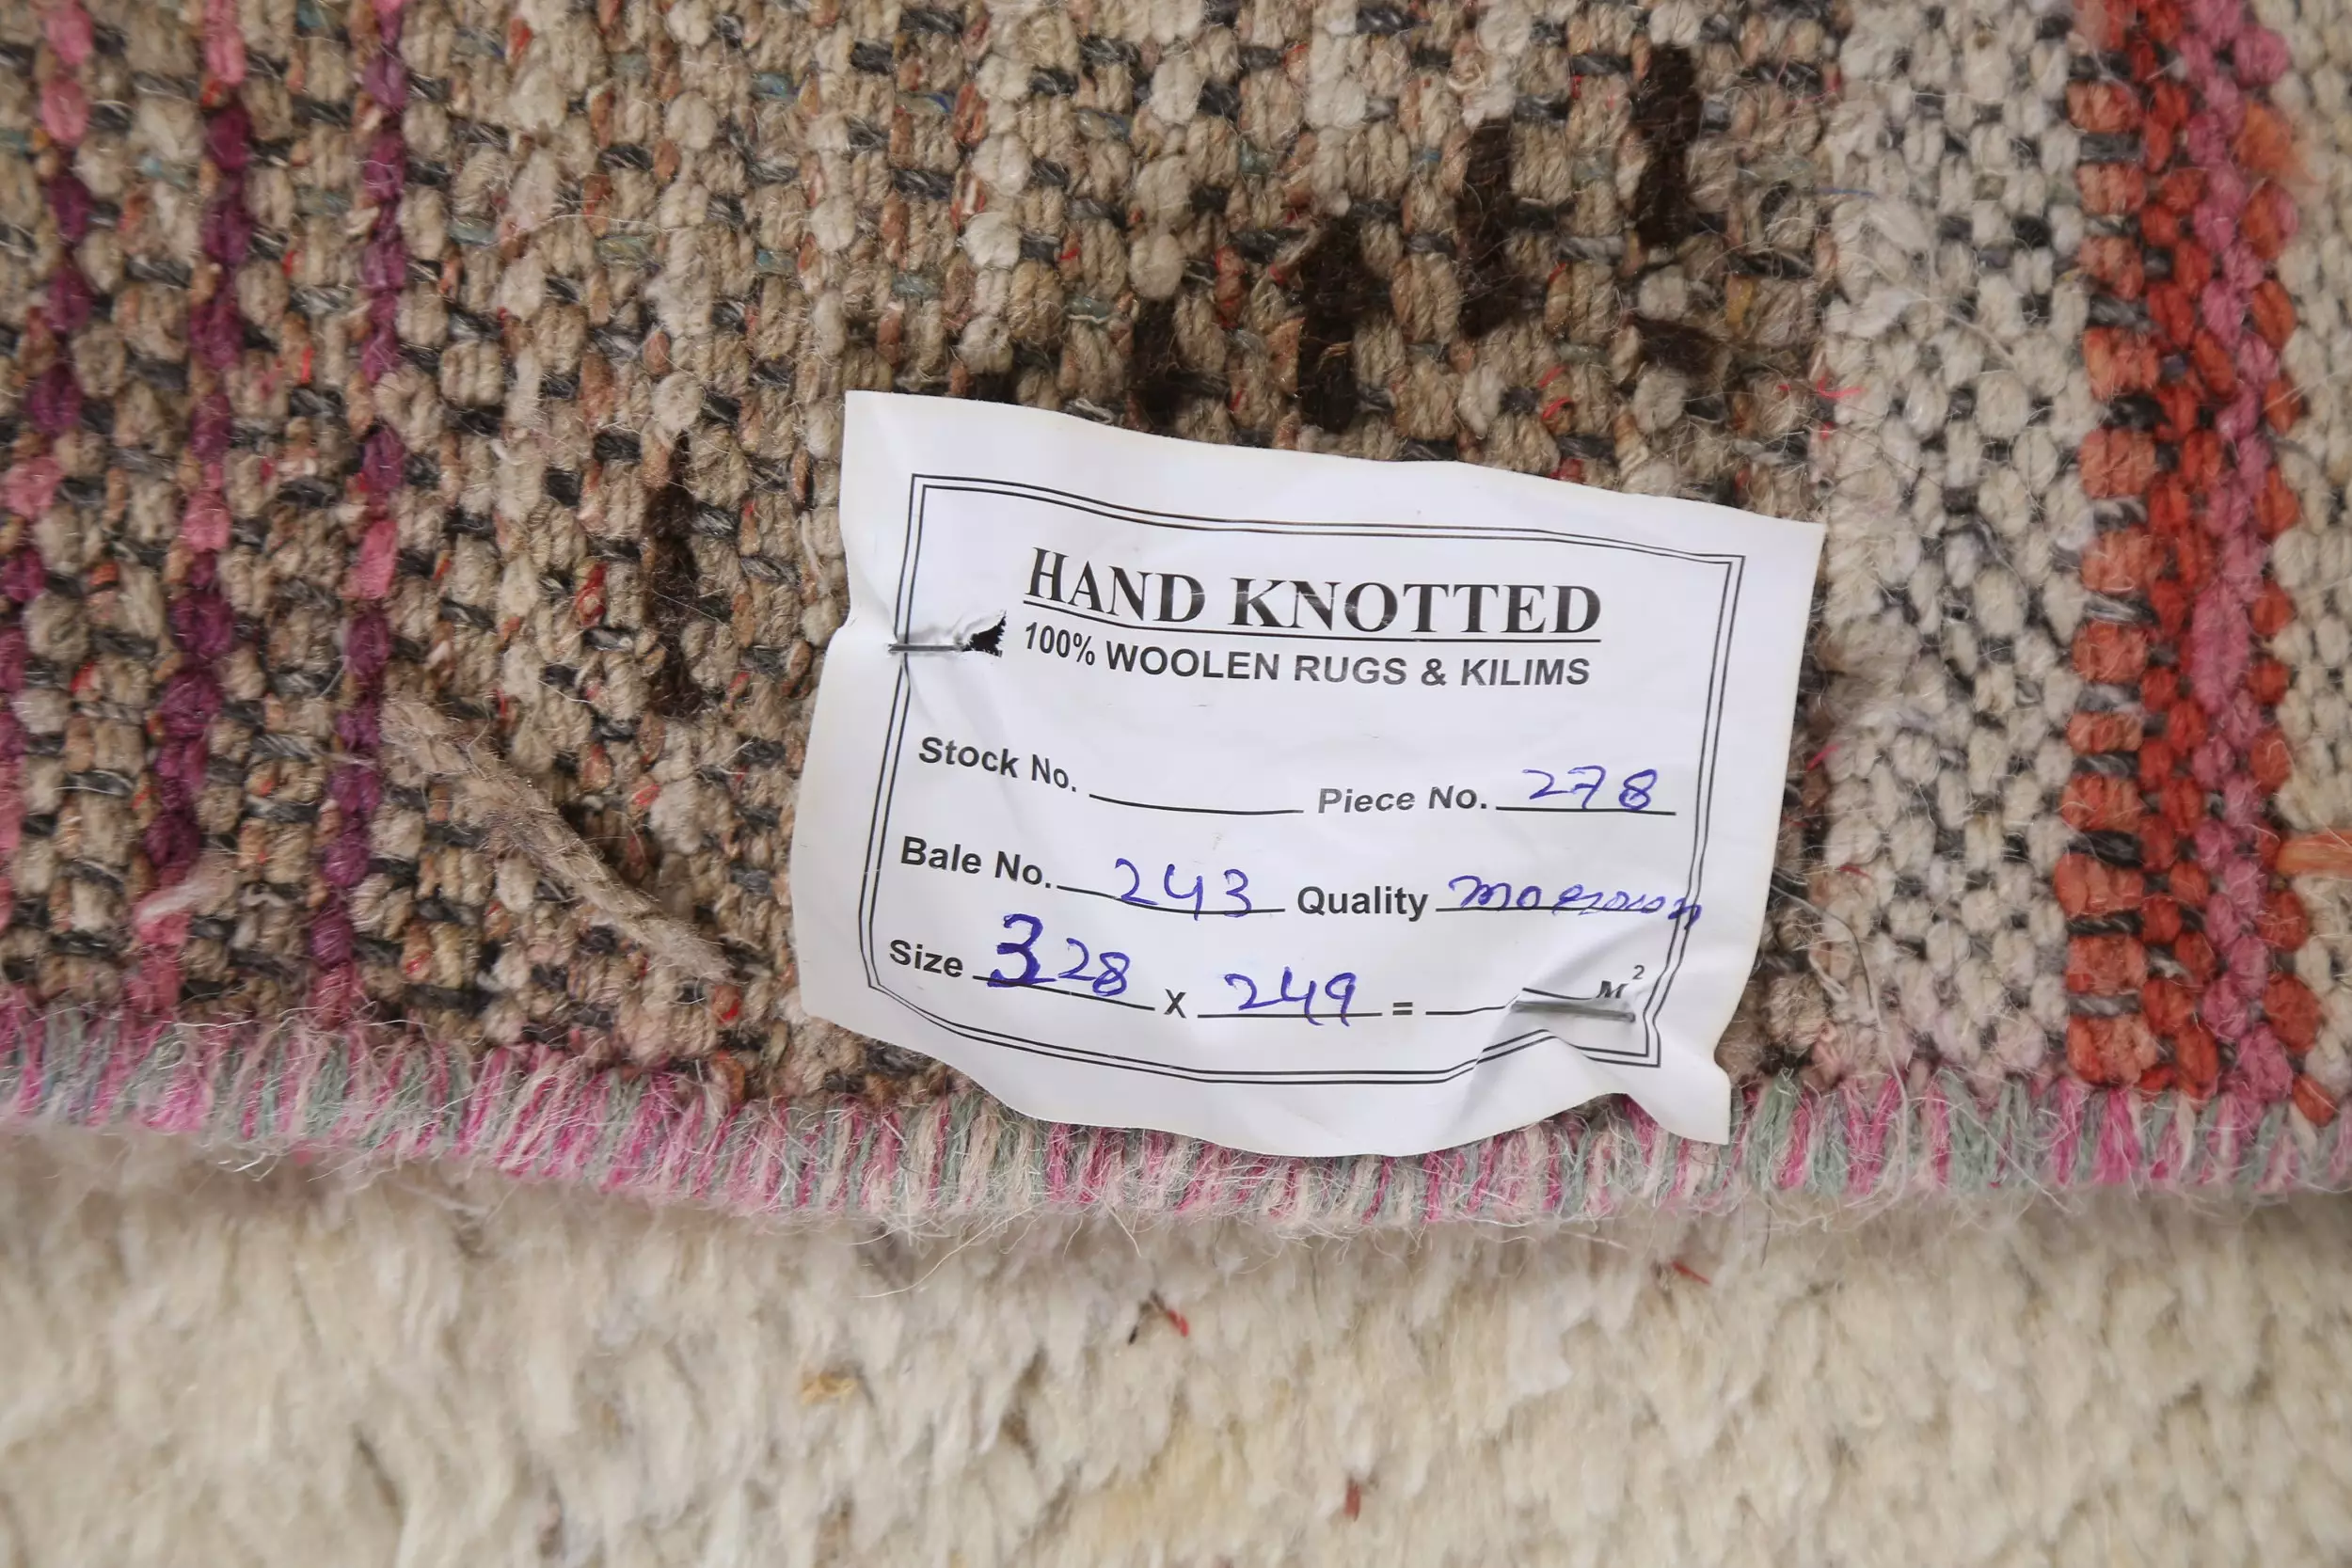 HAND KNOTTED
100% WOOLEN RUGS & KILIMS
Stock No. Piece No. 278
Bale No. 243 Quality
Size 328 X 249 = M²